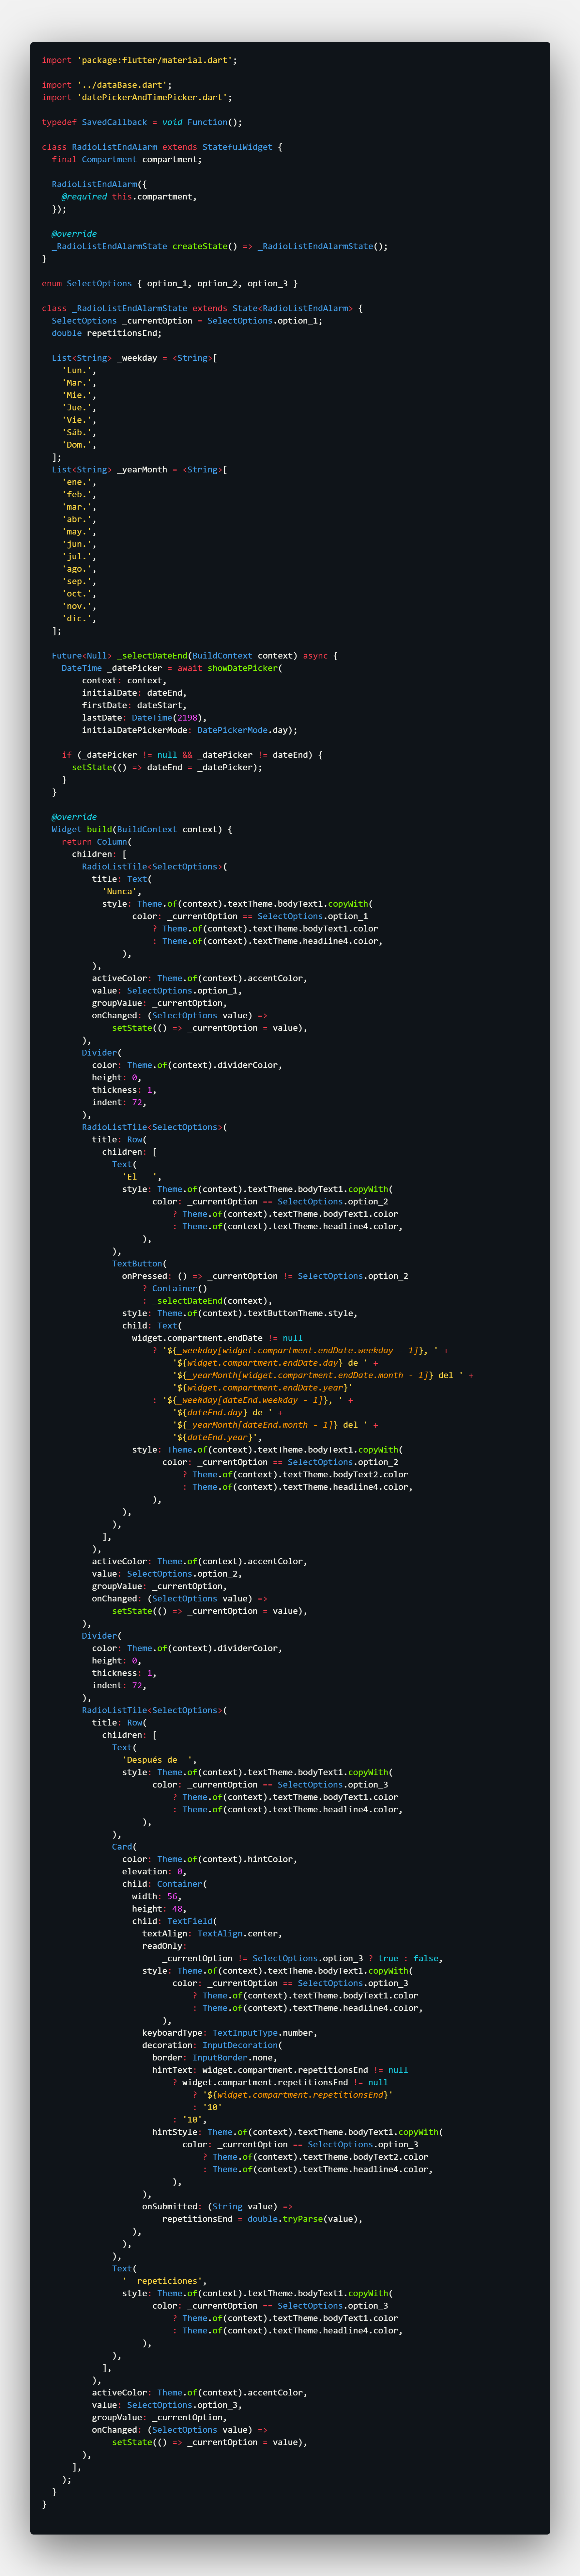 import 'package:flutter/material.dart';

import '../dataBase.dart';
import 'datePickerAndTimePicker.dart';

typedef SavedCallback = void Function();

class RadioListEndAlarm extends StatefulWidget {
  final Compartment compartment;

  RadioListEndAlarm({
    @required this.compartment,
  });

  @override
  _RadioListEndAlarmState createState() => _RadioListEndAlarmState();
}

enum SelectOptions { option_1, option_2, option_3 }

class _RadioListEndAlarmState extends State<RadioListEndAlarm> {
  SelectOptions _currentOption = SelectOptions.option_1;
  double repetitionsEnd;

  List<String> _weekday = <String>[
    'Lun.',
    'Mar.',
    'Mie.',
    'Jue.',
    'Vie.',
    'Sáb.',
    'Dom.',
  ];
  List<String> _yearMonth = <String>[
    'ene.',
    'feb.',
    'mar.',
    'abr.',
    'may.',
    'jun.',
    'jul.',
    'ago.',
    'sep.',
    'oct.',
    'nov.',
    'dic.',
  ];

  Future<Null> _selectDateEnd(BuildContext context) async {
    DateTime _datePicker = await showDatePicker(
        context: context,
        initialDate: dateEnd,
        firstDate: dateStart,
        lastDate: DateTime(2198),
        initialDatePickerMode: DatePickerMode.day);

    if (_datePicker != null && _datePicker != dateEnd) {
      setState(() => dateEnd = _datePicker);
    }
  }

  @override
  Widget build(BuildContext context) {
    return Column(
      children: [
        RadioListTile<SelectOptions>(
          title: Text(
            'Nunca',
            style: Theme.of(context).textTheme.bodyText1.copyWith(
                  color: _currentOption == SelectOptions.option_1
                      ? Theme.of(context).textTheme.bodyText1.color
                      : Theme.of(context).textTheme.headline4.color,
                ),
          ),
          activeColor: Theme.of(context).accentColor,
          value: SelectOptions.option_1,
          groupValue: _currentOption,
          onChanged: (SelectOptions value) =>
              setState(() => _currentOption = value),
        ),
        Divider(
          color: Theme.of(context).dividerColor,
          height: 0,
          thickness: 1,
          indent: 72,
        ),
        RadioListTile<SelectOptions>(
          title: Row(
            children: [
              Text(
                'El   ',
                style: Theme.of(context).textTheme.bodyText1.copyWith(
                      color: _currentOption == SelectOptions.option_2
                          ? Theme.of(context).textTheme.bodyText1.color
                          : Theme.of(context).textTheme.headline4.color,
                    ),
              ),
              TextButton(
                onPressed: () => _currentOption != SelectOptions.option_2
                    ? Container()
                    : _selectDateEnd(context),
                style: Theme.of(context).textButtonTheme.style,
                child: Text(
                  widget.compartment.endDate != null
                      ? '${_weekday[widget.compartment.endDate.weekday - 1]}, ' +
                          '${widget.compartment.endDate.day} de ' +
                          '${_yearMonth[widget.compartment.endDate.month - 1]} del ' +
                          '${widget.compartment.endDate.year}'
                      : '${_weekday[dateEnd.weekday - 1]}, ' +
                          '${dateEnd.day} de ' +
                          '${_yearMonth[dateEnd.month - 1]} del ' +
                          '${dateEnd.year}',
                  style: Theme.of(context).textTheme.bodyText1.copyWith(
                        color: _currentOption == SelectOptions.option_2
                            ? Theme.of(context).textTheme.bodyText2.color
                            : Theme.of(context).textTheme.headline4.color,
                      ),
                ),
              ),
            ],
          ),
          activeColor: Theme.of(context).accentColor,
          value: SelectOptions.option_2,
          groupValue: _currentOption,
          onChanged: (SelectOptions value) =>
              setState(() => _currentOption = value),
        ),
        Divider(
          color: Theme.of(context).dividerColor,
          height: 0,
          thickness: 1,
          indent: 72,
        ),
        RadioListTile<SelectOptions>(
          title: Row(
            children: [
              Text(
                'Después de  ',
                style: Theme.of(context).textTheme.bodyText1.copyWith(
                      color: _currentOption == SelectOptions.option_3
                          ? Theme.of(context).textTheme.bodyText1.color
                          : Theme.of(context).textTheme.headline4.color,
                    ),
              ),
              Card(
                color: Theme.of(context).hintColor,
                elevation: 0,
                child: Container(
                  width: 56,
                  height: 48,
                  child: TextField(
                    textAlign: TextAlign.center,
                    readOnly:
                        _currentOption != SelectOptions.option_3 ? true : false,
                    style: Theme.of(context).textTheme.bodyText1.copyWith(
                          color: _currentOption == SelectOptions.option_3
                              ? Theme.of(context).textTheme.bodyText1.color
                              : Theme.of(context).textTheme.headline4.color,
                        ),
                    keyboardType: TextInputType.number,
                    decoration: InputDecoration(
                      border: InputBorder.none,
                      hintText: widget.compartment.repetitionsEnd != null
                          ? widget.compartment.repetitionsEnd != null
                              ? '${widget.compartment.repetitionsEnd}'
                              : '10'
                          : '10',
                      hintStyle: Theme.of(context).textTheme.bodyText1.copyWith(
                            color: _currentOption == SelectOptions.option_3
                                ? Theme.of(context).textTheme.bodyText2.color
                                : Theme.of(context).textTheme.headline4.color,
                          ),
                    ),
                    onSubmitted: (String value) =>
                        repetitionsEnd = double.tryParse(value),
                  ),
                ),
              ),
              Text(
                '  repeticiones',
                style: Theme.of(context).textTheme.bodyText1.copyWith(
                      color: _currentOption == SelectOptions.option_3
                          ? Theme.of(context).textTheme.bodyText1.color
                          : Theme.of(context).textTheme.headline4.color,
                    ),
              ),
            ],
          ),
          activeColor: Theme.of(context).accentColor,
          value: SelectOptions.option_3,
          groupValue: _currentOption,
          onChanged: (SelectOptions value) =>
              setState(() => _currentOption = value),
        ),
      ],
    );
  }
}